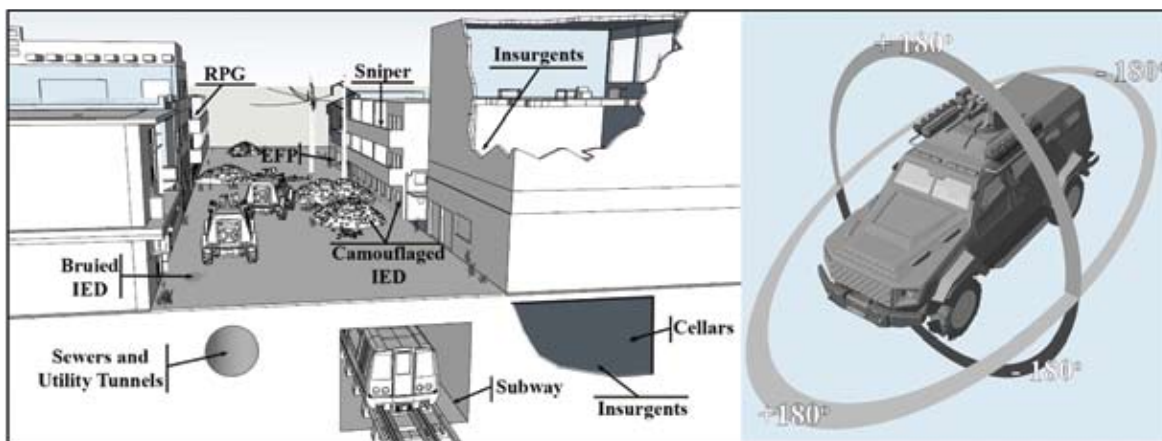 RPG
Sniper
Insurgents
EFP
Bruied
IED
Camouflaged
IED
Sewers and
Utility Tunnels
Subway
Cellars
Insurgents
+ 180°
- 180°
- 180°
+180°